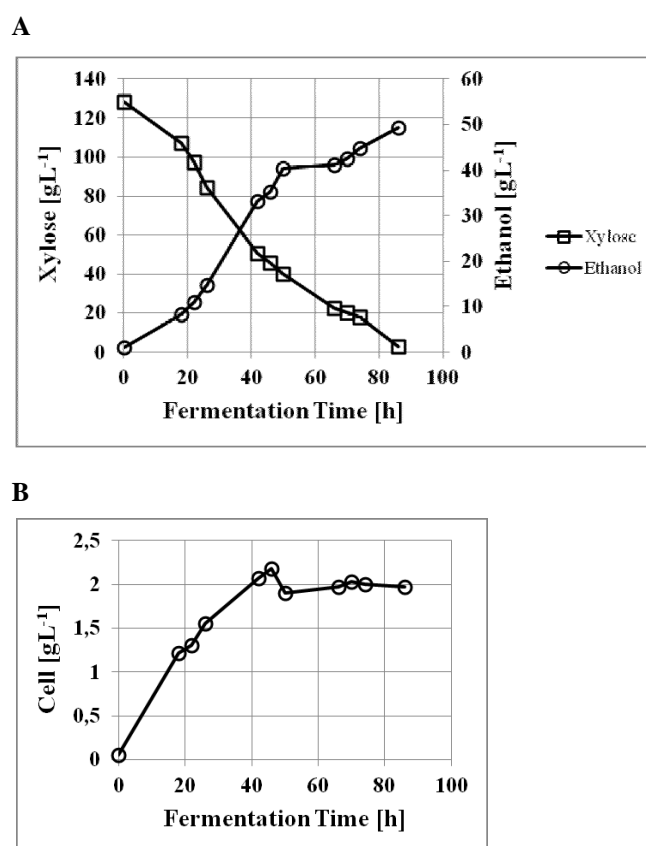 A
140
120
100
80
60
40
20
0
Xylose [gL⁻¹]
60
50
40
30
20
10
0
Ethanol [gL⁻¹]
0 20 40 60 80 100
Fermentation Time [h]
Xylose
Ethanol
B
2,5
2
1,5
1
0,5
0
Cell [gL⁻¹]
0 20 40 60 80 100
Fermentation Time [h]